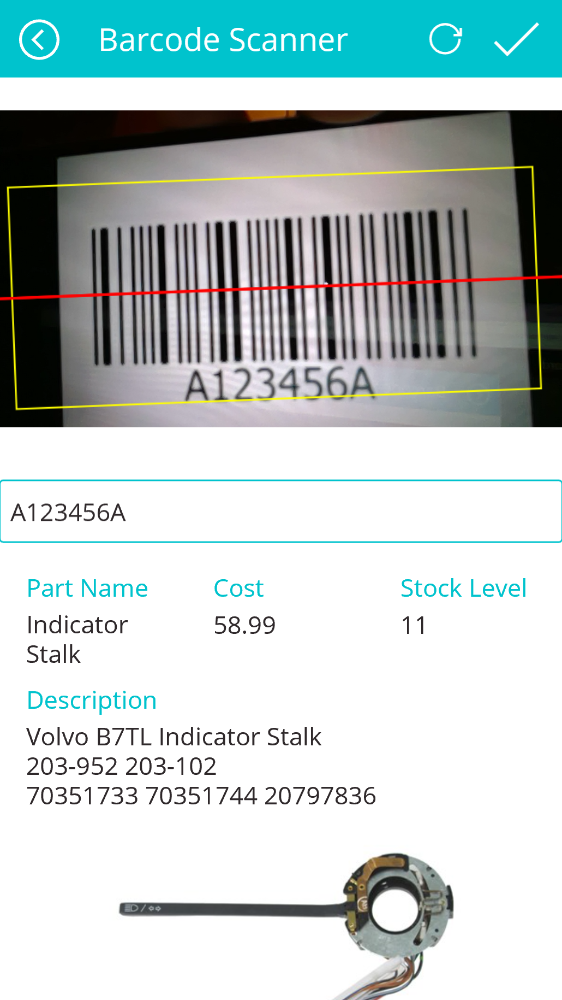 Barcode Scanner
A123456A
A123456A
Part Name Cost Stock Level
Indicator Stalk 58.99 11
Description
Volvo B7TL Indicator Stalk
203-952 203-102
70351733 70351744 20797836